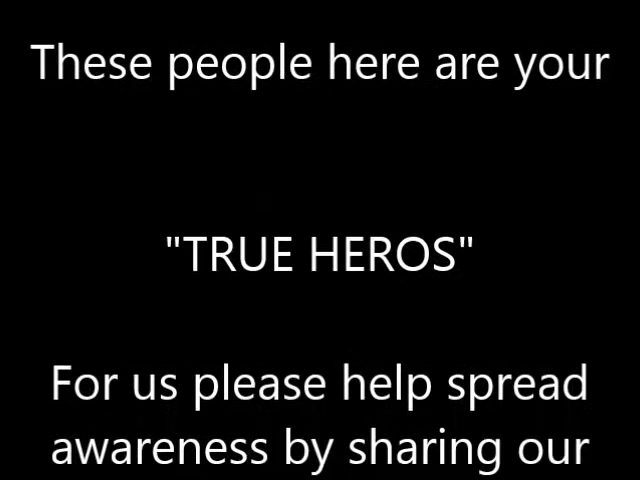 These people here are your
"TRUE HEROS"
For us please help spread
awareness by sharing our